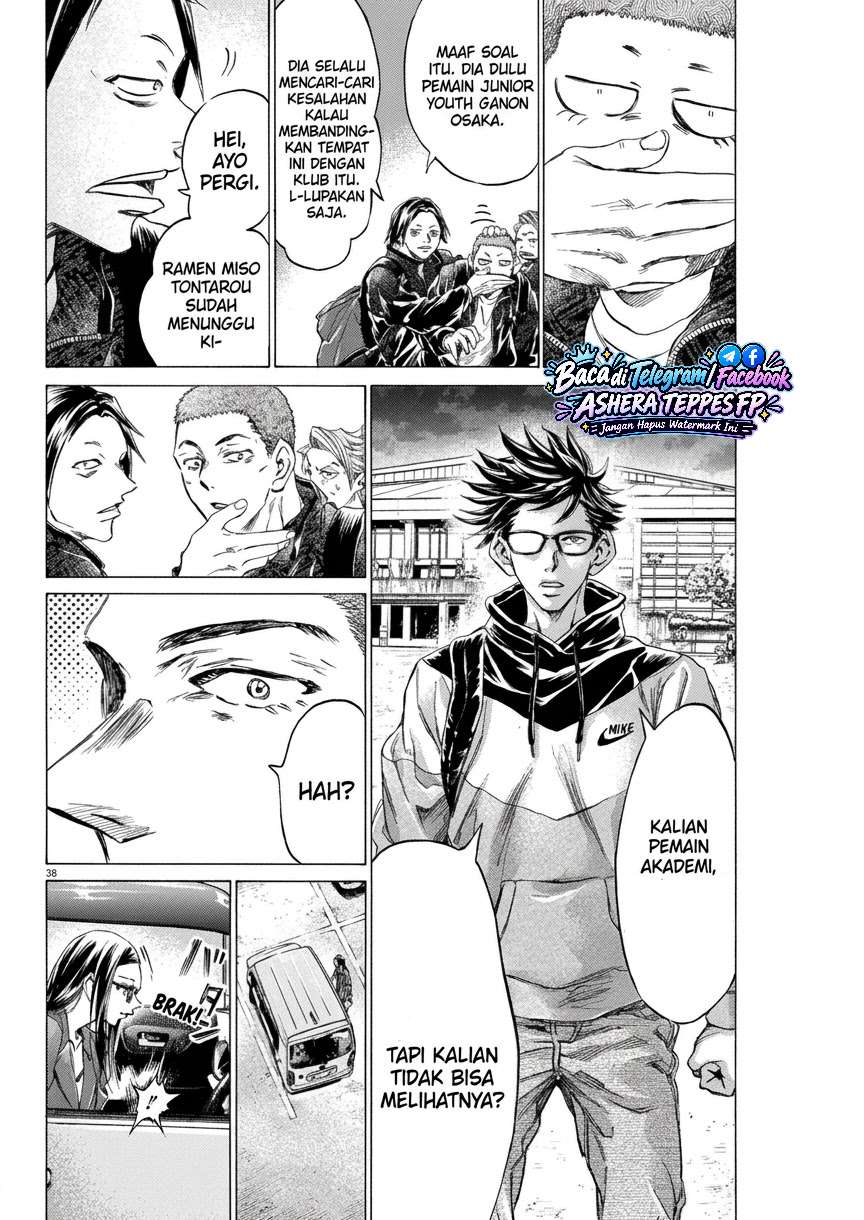 MAAF SOAL
ITU. DIA DULU
PEMAIN JUNIOR
YOUTH GANON
OSAKA.
DIA SELALU
MENCARI-CARI
KESALAHAN
KALAU
MEMBANDING-
KAN TEMPAT
INI DENGAN
KLUB ITU.
L-LUPAKAN
SAJA.
HEI,
AYO
PERGI.
RAMEN MISO
TONTAROU
SUDAH
MENUNGGU
KI-
Baca di Telegram/Facebook
ASHERA TEPPES FP
Jangan Hapus Watermark Ini
MIKE
KALIAN
PEMAIN
AKADEMI,
TAPI KALIAN
TIDAK BISA
MELIHATNYA?
HAH?
38
BRAK!
!!